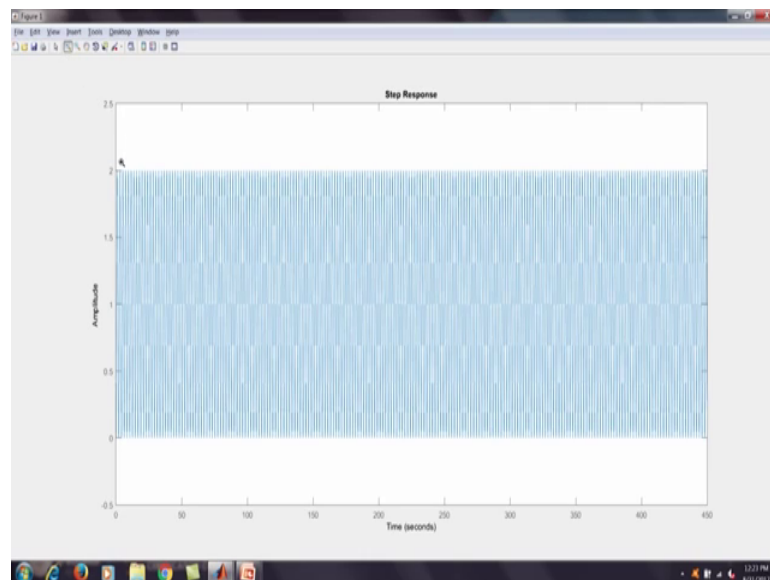 Figure 1
File Edit View Insert Tools Desktop Window Help
Step Response
2.5
2
1.5
1
0.5
0
-0.5
Amplitude
0 50 100 150 200 250 300 350 400 450
Time (seconds)
12:23 PM